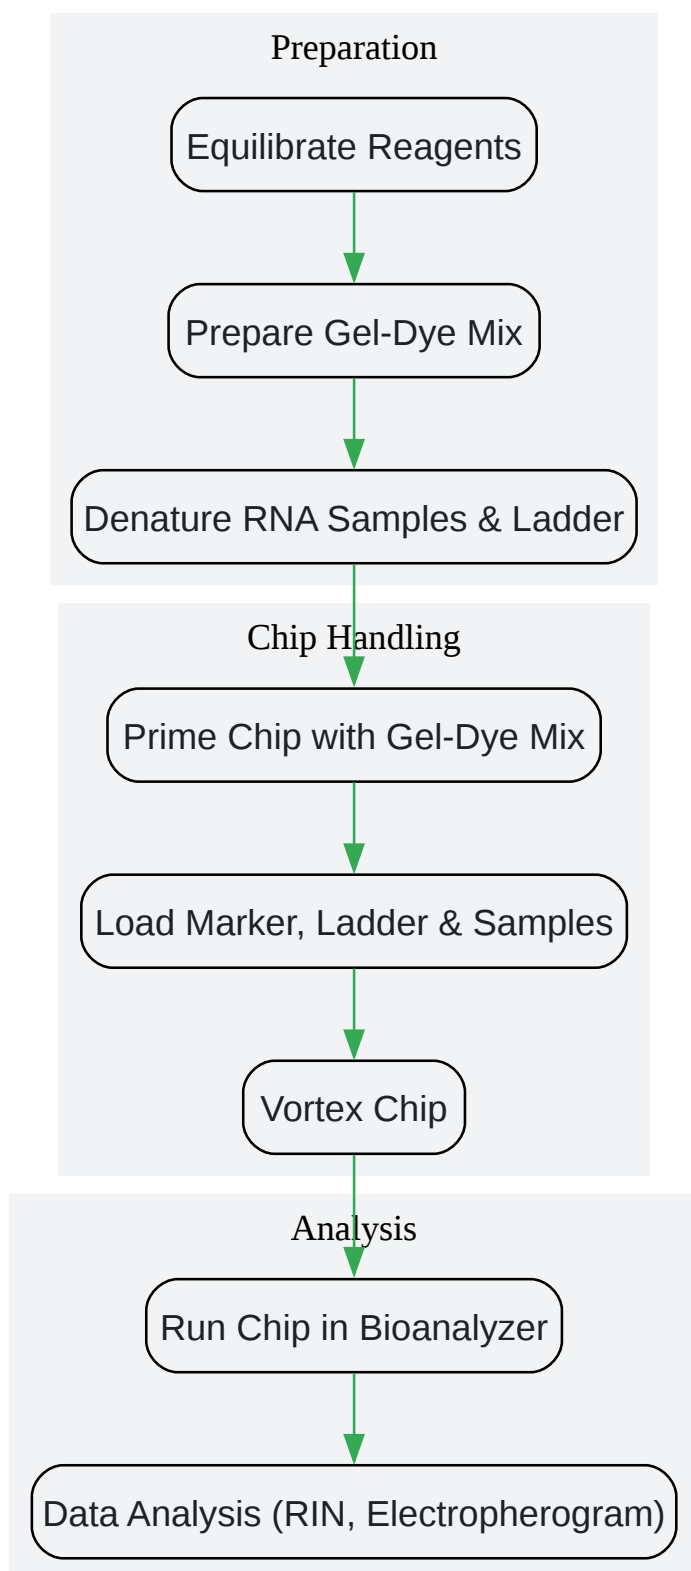 Preparation
Equilibrate Reagents
Prepare Gel-Dye Mix
Denature RNA Samples & Ladder
Chip Handling
Prime Chip with Gel-Dye Mix
Load Marker, Ladder & Samples
Vortex Chip
Analysis
Run Chip in Bioanalyzer
Data Analysis (RIN, Electropherogram)